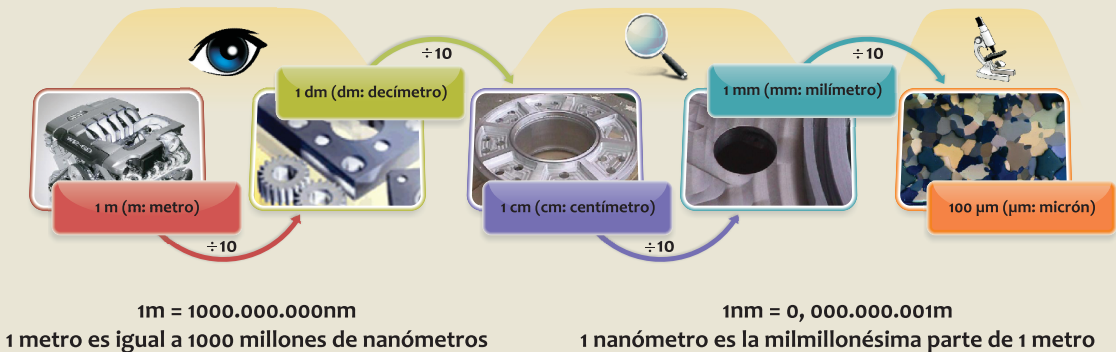 ÷10
÷10
1 dm (dm: decímetro)
1 mm (mm: milímetro)
1 m (m: metro)
1 cm (cm: centímetro)
100 µm (µm: micrón)
÷10
÷10
1m = 1000.000.000nm
1 metro es igual a 1000 millones de nanómetros
1nm = 0, 000.000.001m
1 nanómetro es la milmillonésima parte de 1 metro